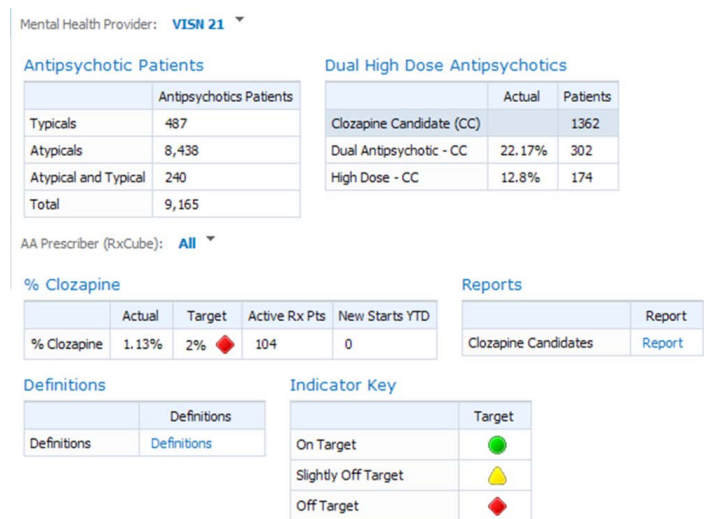 Mental Health Provider: VISN 21
Antipsychotic Patients
Antipsychotics Patients
Typicals 487
Atypicals 8,438
Atypical and Typical 240
Total 9,165
Dual High Dose Antipsychotics
Actual Patients
Clozapine Candidate (CC) 1362
Dual Antipsychotic - CC 22.17% 302
High Dose - CC 12.8% 174
AA Prescriber (RxCube): All
% Clozapine
Actual Target Active Rx Pts New Starts YTD
% Clozapine 1.13% 2% 104 0
Reports
Report
Clozapine Candidates Report
Definitions
Definitions
Definitions Definitions
Indicator Key
Target
On Target
Slightly Off Target
Off Target